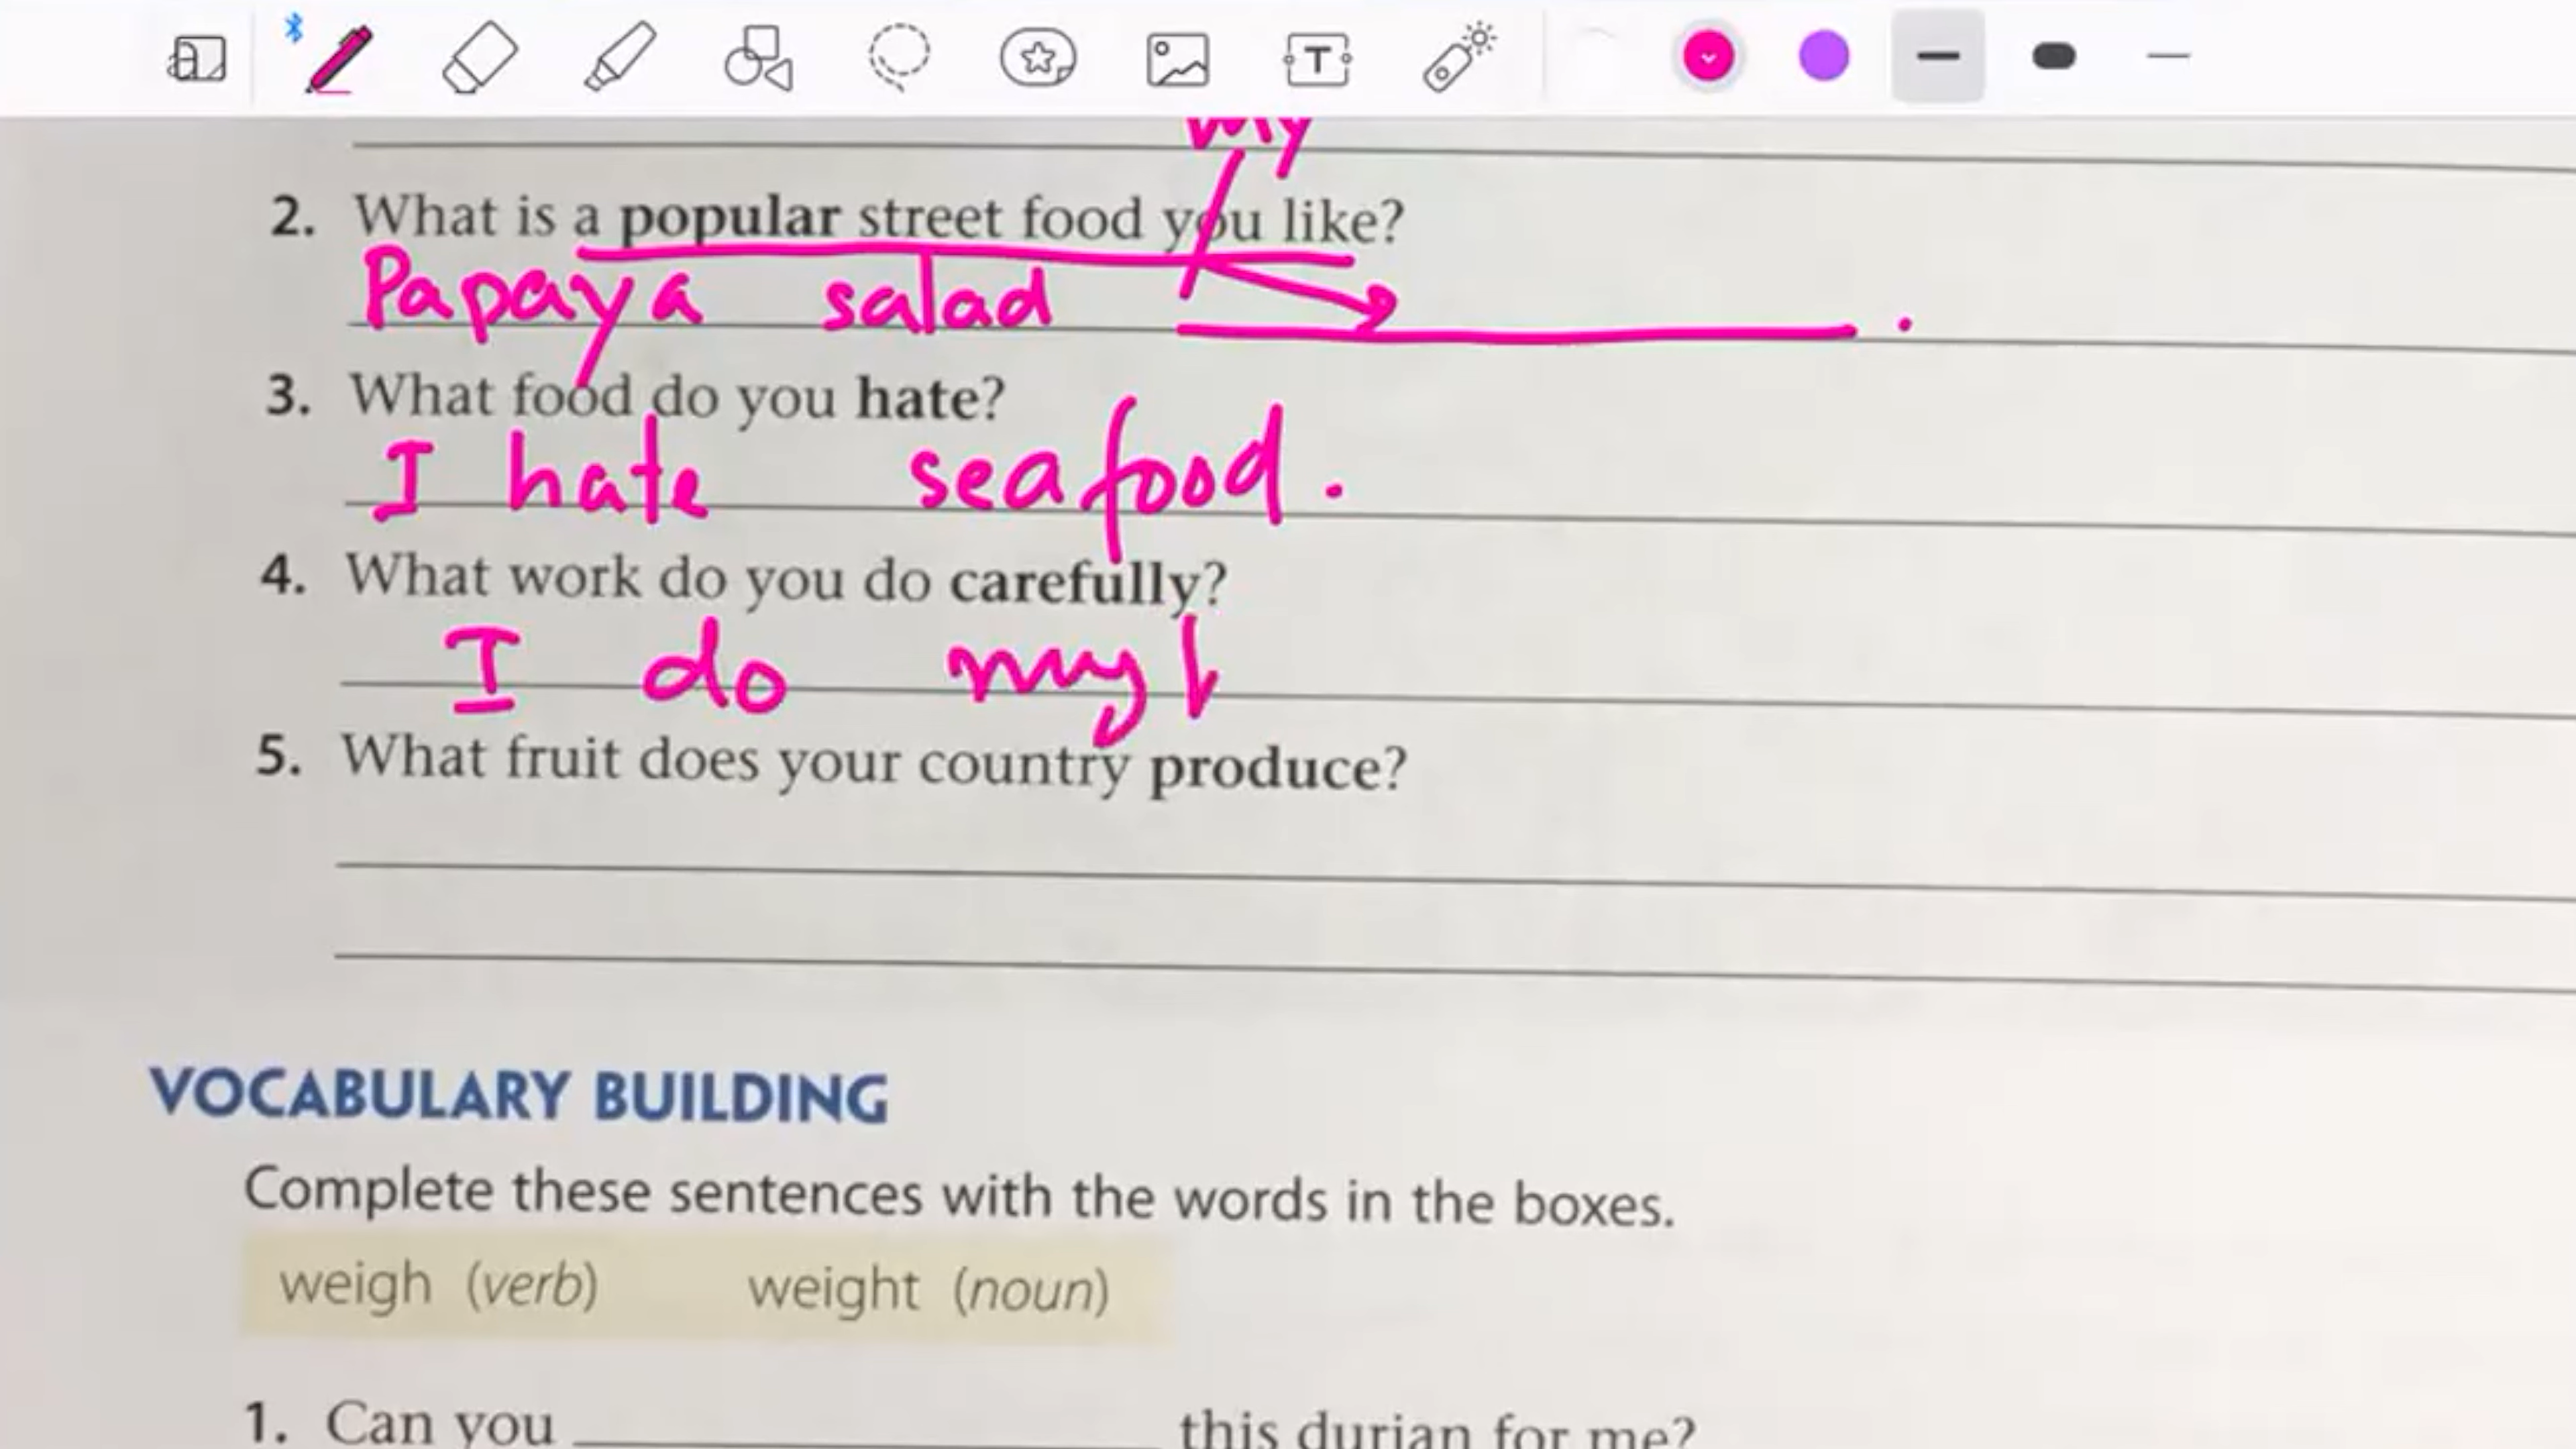 my
2. What is a popular street food you like?
Papaya salad .
3. What food do you hate?
I hate seafood.
4. What work do you do carefully?
I do my
5. What fruit does your country produce?
VOCABULARY BUILDING
Complete these sentences with the words in the boxes.
weigh (verb) weight (noun)
1. Can you this durian for me?